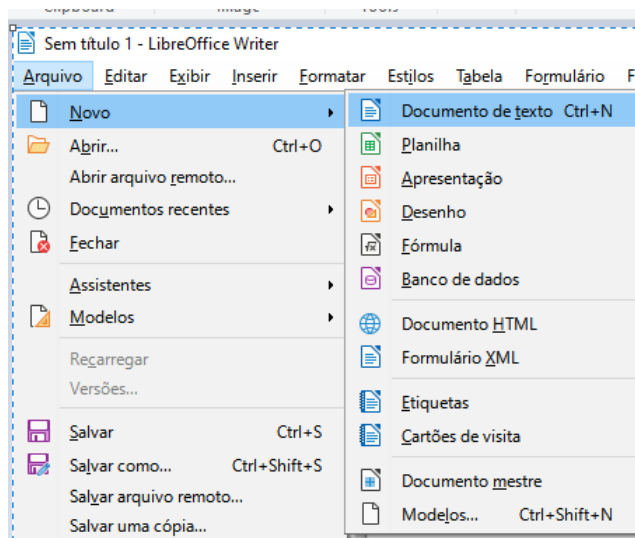 Sem título 1 - LibreOffice Writer
Arquivo Editar Exibir Inserir Formatar Estilos Tabela Formulário F
Novo
Abrir... Ctrl+O
Abrir arquivo remoto...
Documentos recentes
Fechar
Assistentes
Modelos
Recarregar
Versões...
Salvar Ctrl+S
Salvar como... Ctrl+Shift+S
Salvar arquivo remoto...
Salvar uma cópia...
Documento de texto Ctrl+N
Planilha
Apresentação
Desenho
Fórmula
Banco de dados
Documento HTML
Formulário XML
Etiquetas
Cartões de visita
Documento mestre
Modelos... Ctrl+Shift+N